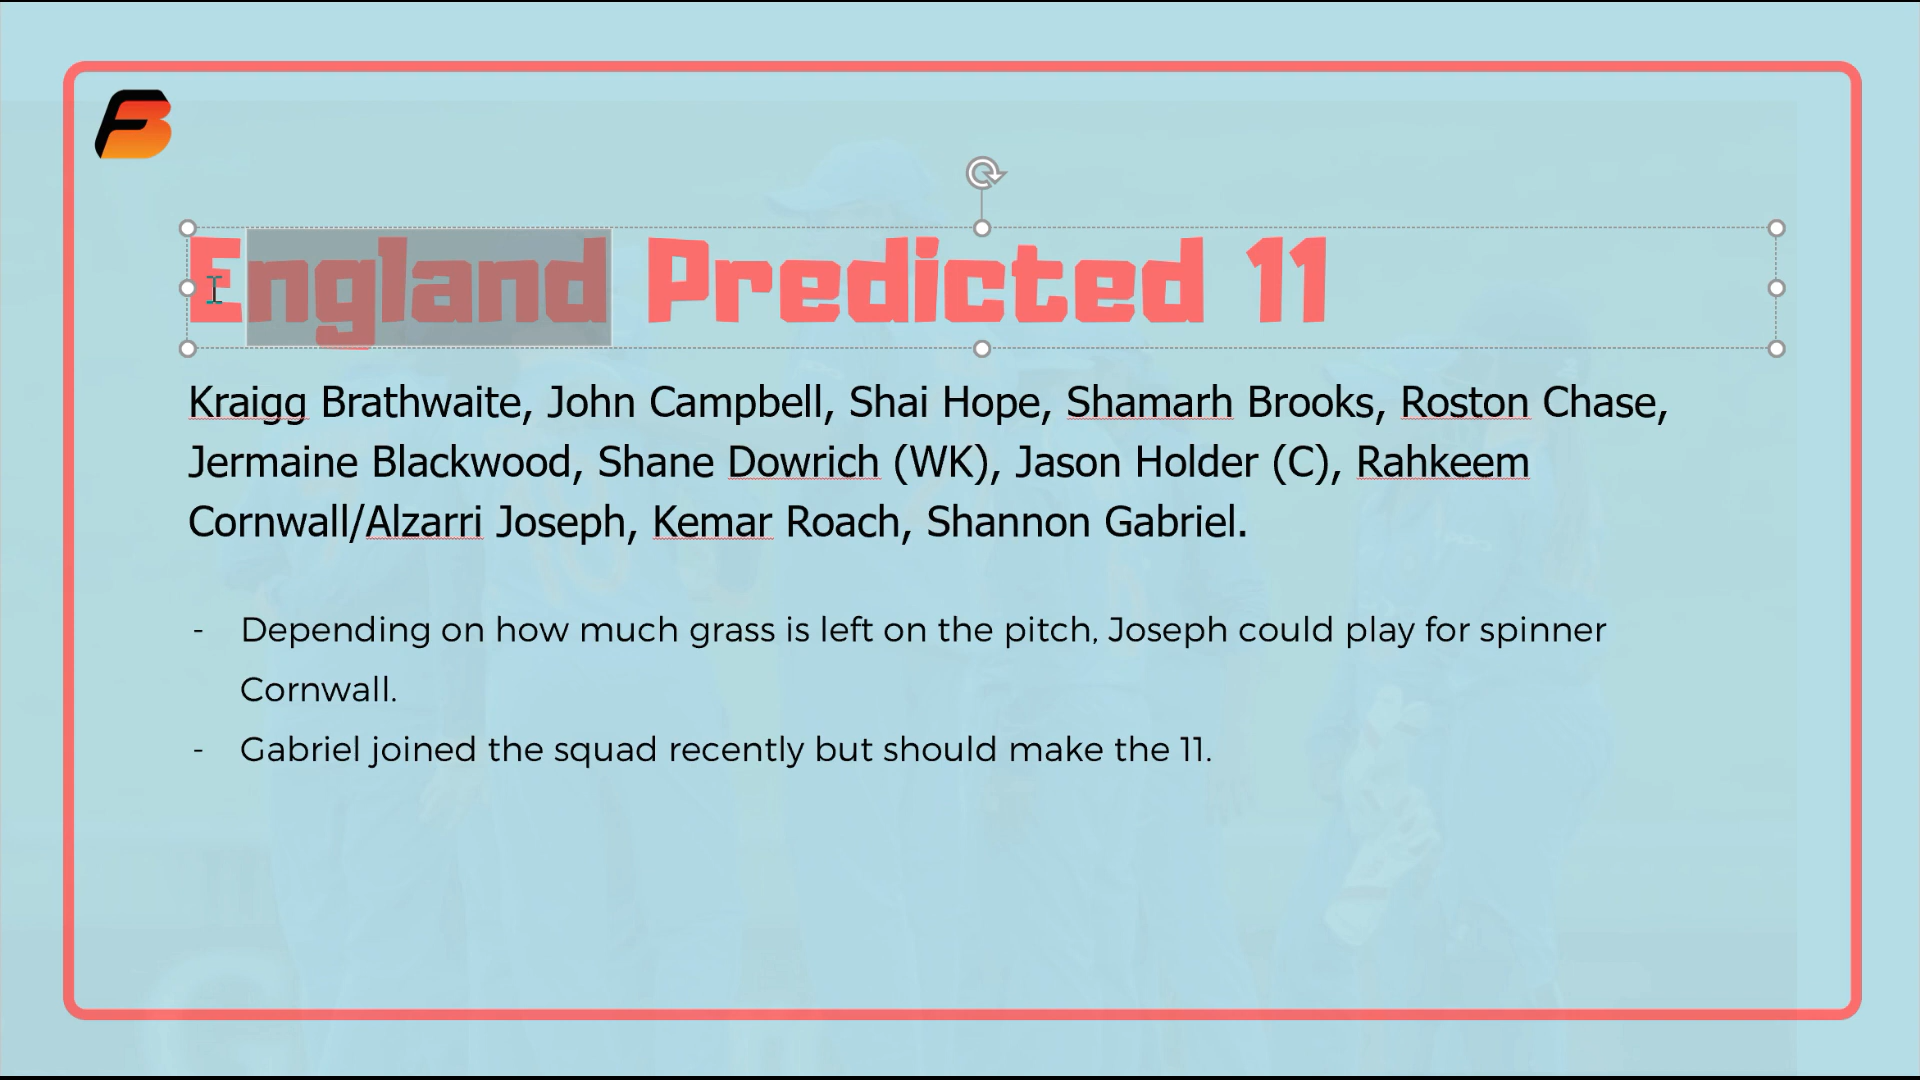 England Predicted 11
Kraigg Brathwaite, John Campbell, Shai Hope, Shamarh Brooks, Roston Chase,
Jermaine Blackwood, Shane Dowrich (WK), Jason Holder (C), Rahkeem
Cornwall/Alzarri Joseph, Kemar Roach, Shannon Gabriel.
- Depending on how much grass is left on the pitch, Joseph could play for spinner
Cornwall.
- Gabriel joined the squad recently but should make the 11.